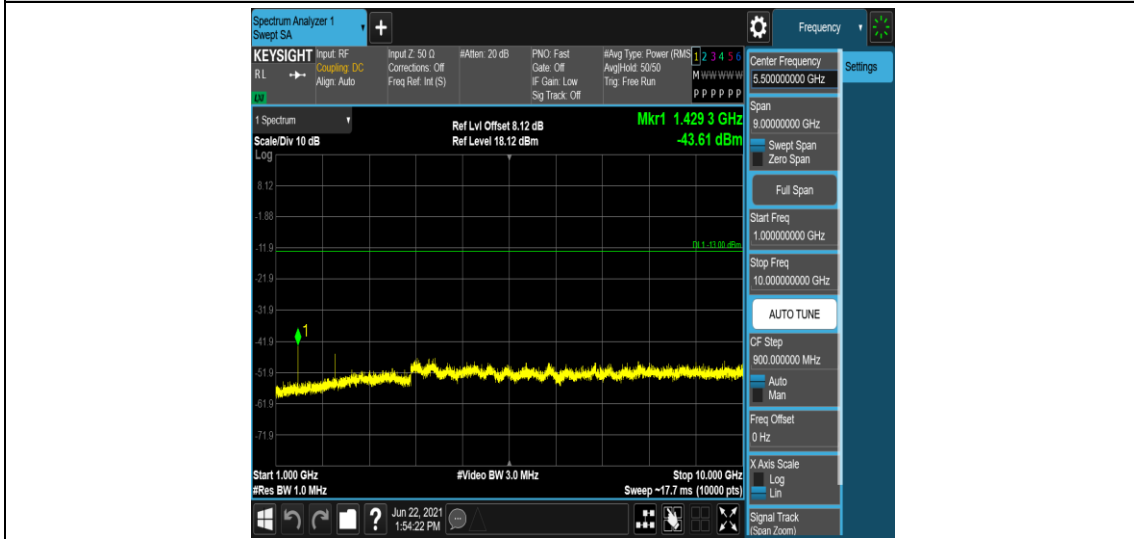 Spectrum Analyzer 1
Swept SA
+
Frequency
KEYSIGHT
RL
LXI
Input: RF
Coupling: DC
Align: Auto
Input Z: 50 Ω
Corrections: Off
Freq Ref: Int (S)
#Atten: 20 dB
PNO: Fast
Gate: Off
IF Gain: Low
Sig Track: Off
#Avg Type: Power (RMS
Avg|Hold: 50/50
Trig: Free Run
1 2 3 4 5 6
M W W W W W
P P P P P P
1 Spectrum
Scale/Div 10 dB
Log
Ref Lvl Offset 8.12 dB
Ref Level 18.12 dBm
Mkr1 1.429 3 GHz
-43.61 dBm
8.12
-1.88
-11.9
-21.9
-31.9
-41.9
-51.9
-61.9
-71.9
DL1 -13.00 dBm
1
Start 1.000 GHz
#Res BW 1.0 MHz
#Video BW 3.0 MHz
Stop 10.000 GHz
Sweep ~17.7 ms (10000 pts)
?
Jun 22, 2021
1:54:22 PM
Center Frequency
5.500000000 GHz
Settings
Span
9.00000000 GHz
Swept Span
Zero Span
Full Span
Start Freq
1.000000000 GHz
Stop Freq
10.000000000 GHz
AUTO TUNE
CF Step
900.000000 MHz
Auto
Man
Freq Offset
0 Hz
X Axis Scale
Log
Lin
Signal Track
(Span Zoom)